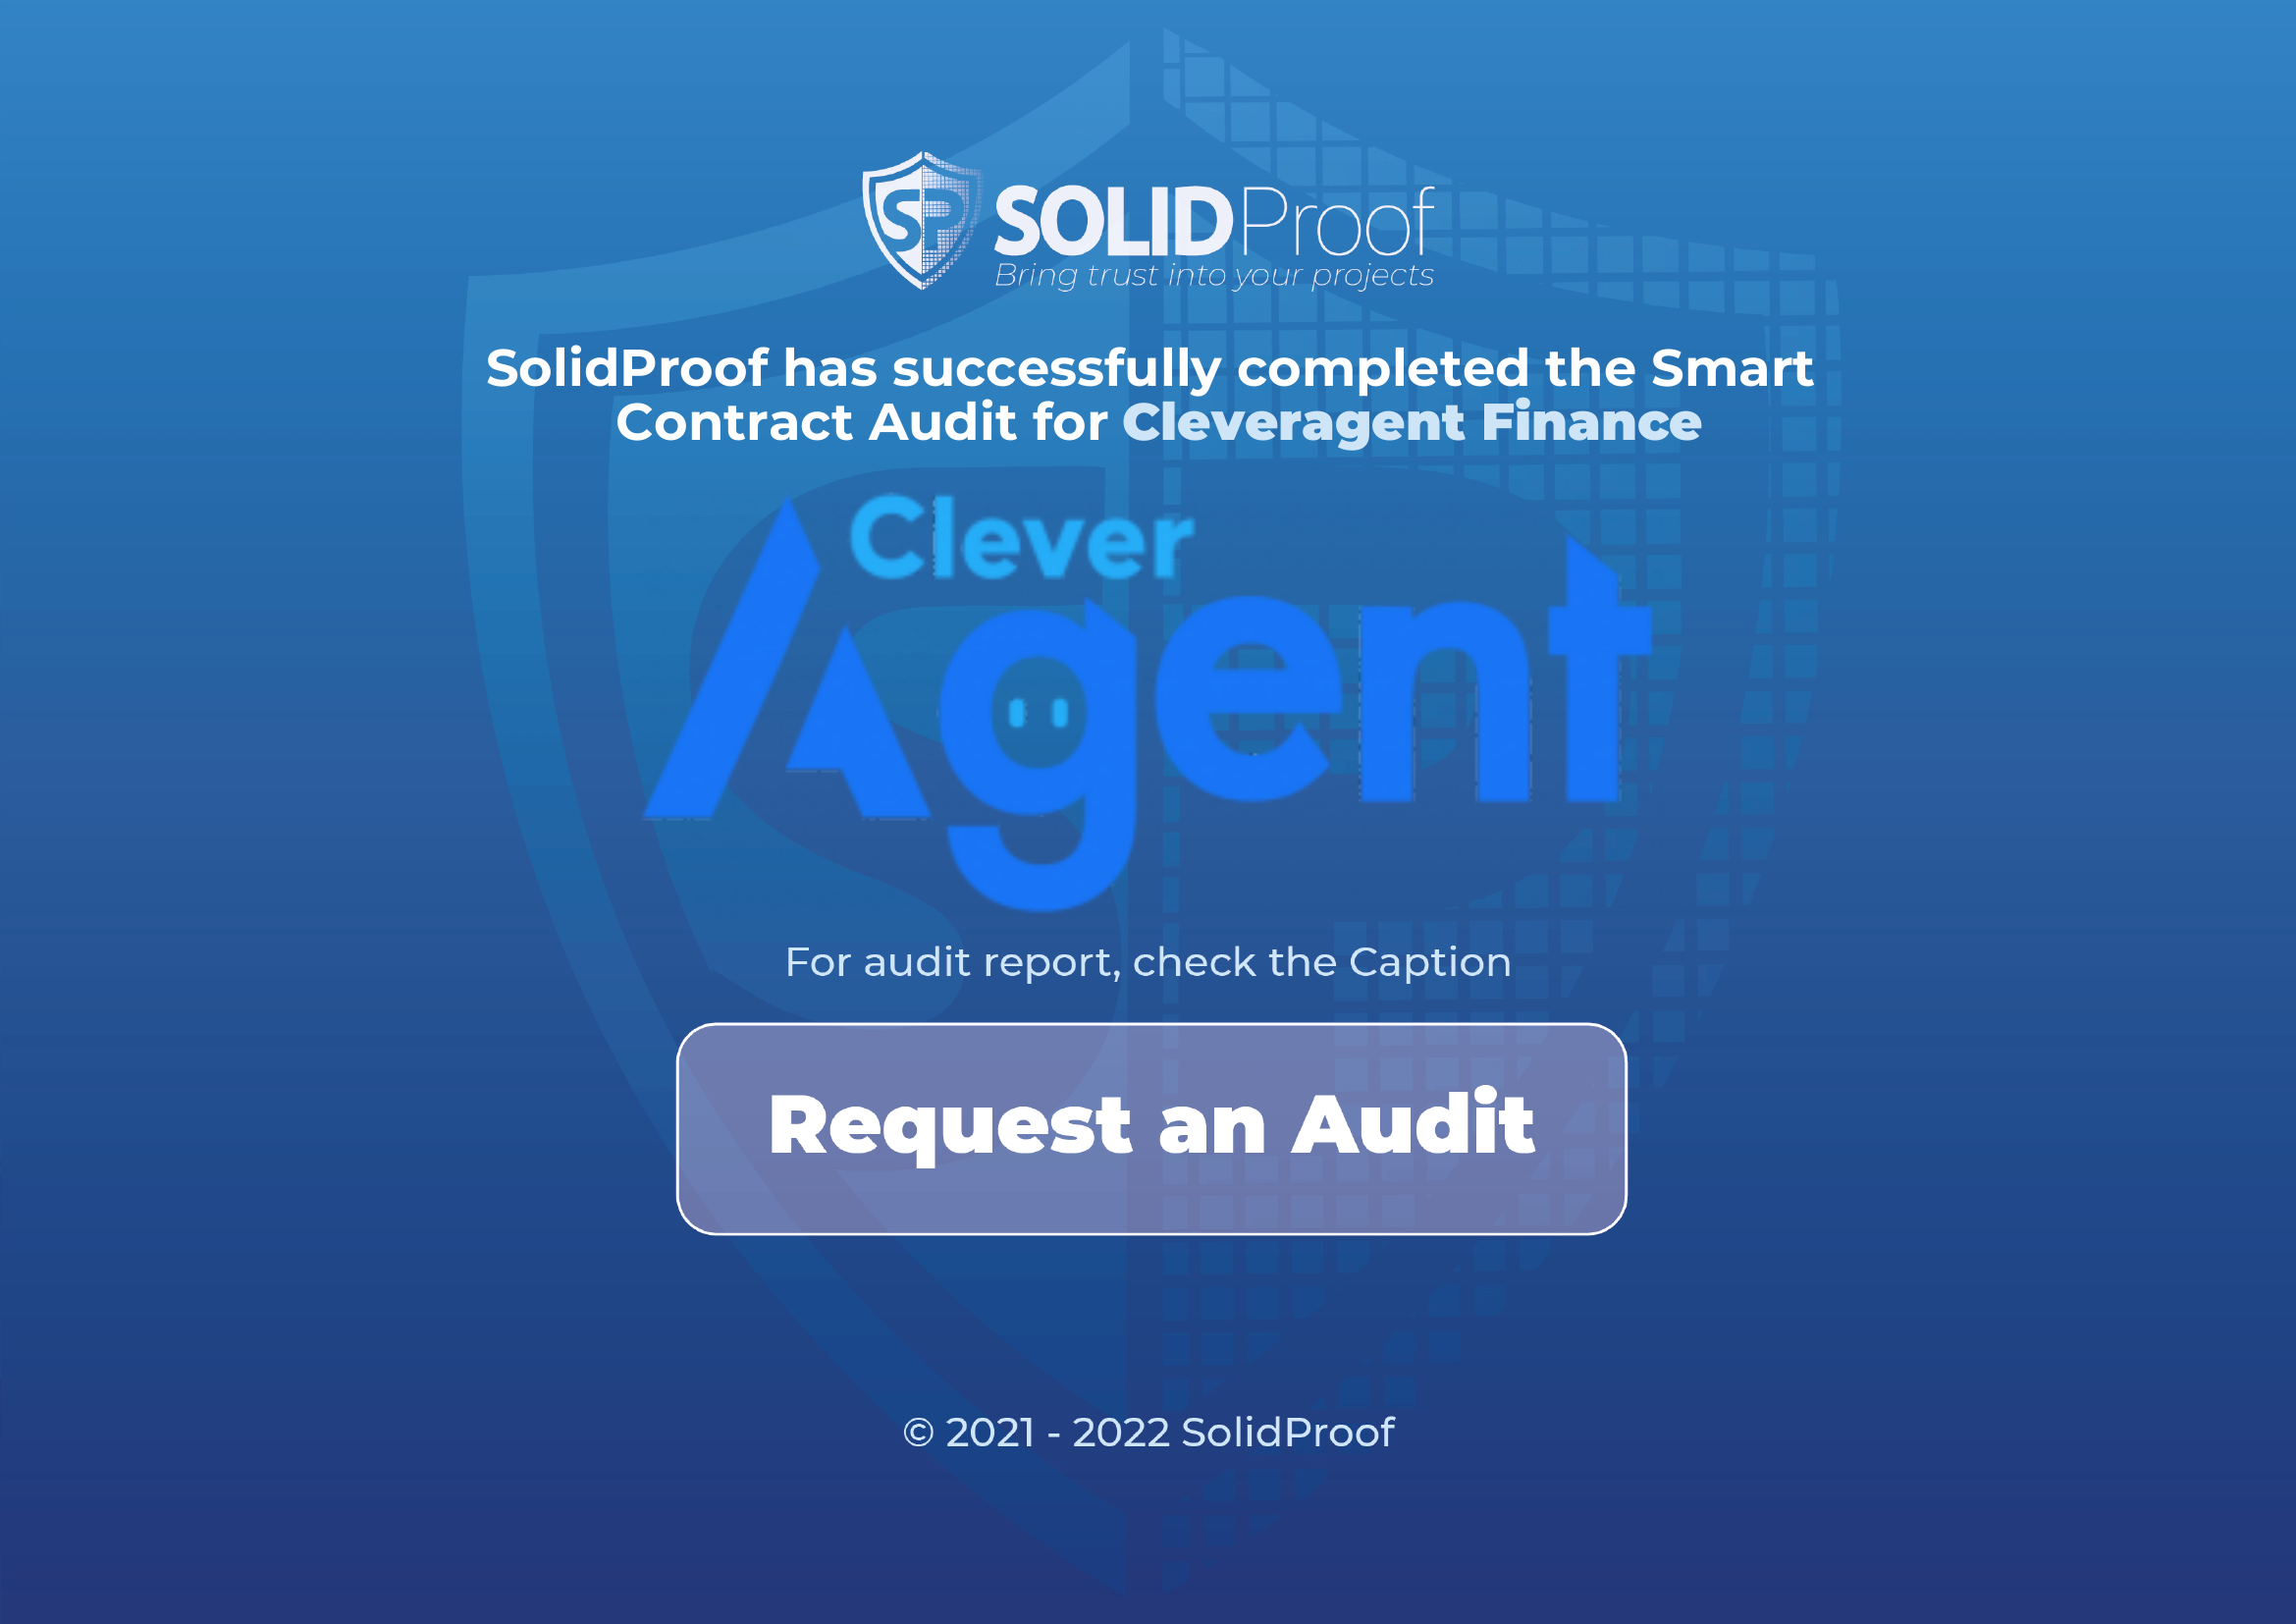 SP SOLIDProof
Bring trust into your projects
SolidProof has successfully completed the Smart
Contract Audit for Cleveragent Finance
Clever
Agent
For audit report, check the Caption
Request an Audit
© 2021 - 2022 SolidProof